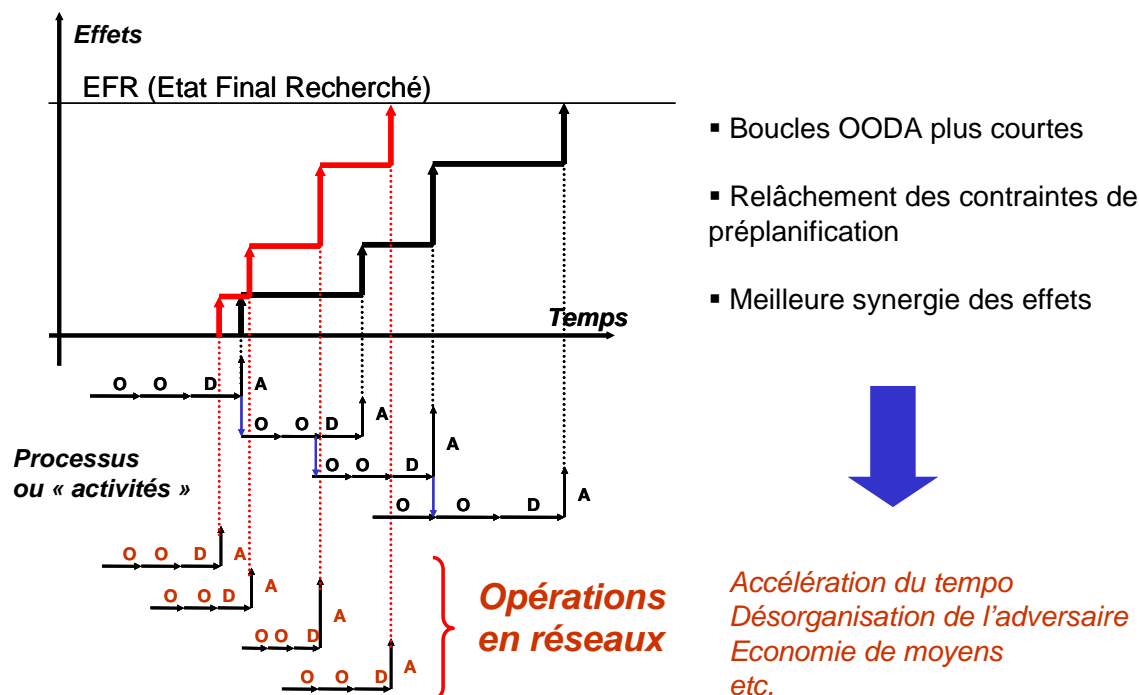 Effets
EFR (Etat Final Recherché)
▪ Boucles OODA plus courtes
▪ Relâchement des contraintes de
préplanification
▪ Meilleure synergie des effets
Temps
O O D A
O O D A
O O D A
O O D A
Processus
ou « activités »
O O D A
O O D A
O O D A
O O D A
Opérations
en réseaux
Accélération du tempo
Désorganisation de l'adversaire
Economie de moyens
etc.